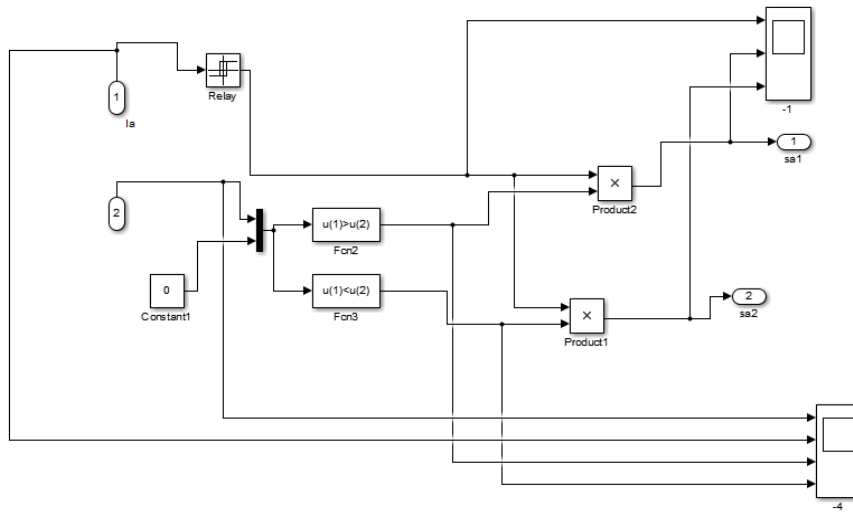 1
Ia
Relay
-1
1
sa1
×
Product2
2
u(1)>u(2)
Fcn2
0
Constant1
u(1)<u(2)
Fcn3
×
Product1
2
sa2
-4